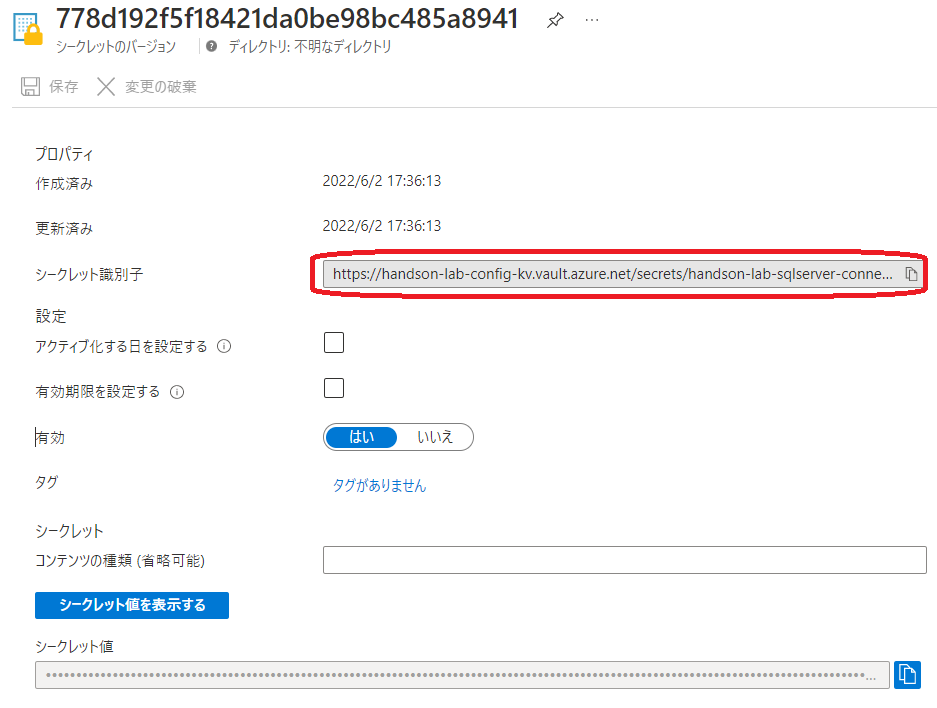 778d192f5f18421da0be98bc485a8941
シークレットのバージョン ディレクトリ: 不明なディレクトリ
保存 変更の破棄
プロパティ
作成済み 2022/6/2 17:36:13
更新済み 2022/6/2 17:36:13
シークレット識別子 https://handson-lab-config-kv.vault.azure.net/secrets/handson-lab-sqlserver-conne...
設定
アクティブ化する日を設定する
有効期限を設定する
有効 はい いいえ
タグ タグがありません
シークレット
コンテンツの種類 (省略可能)
シークレット値を表示する
シークレット値